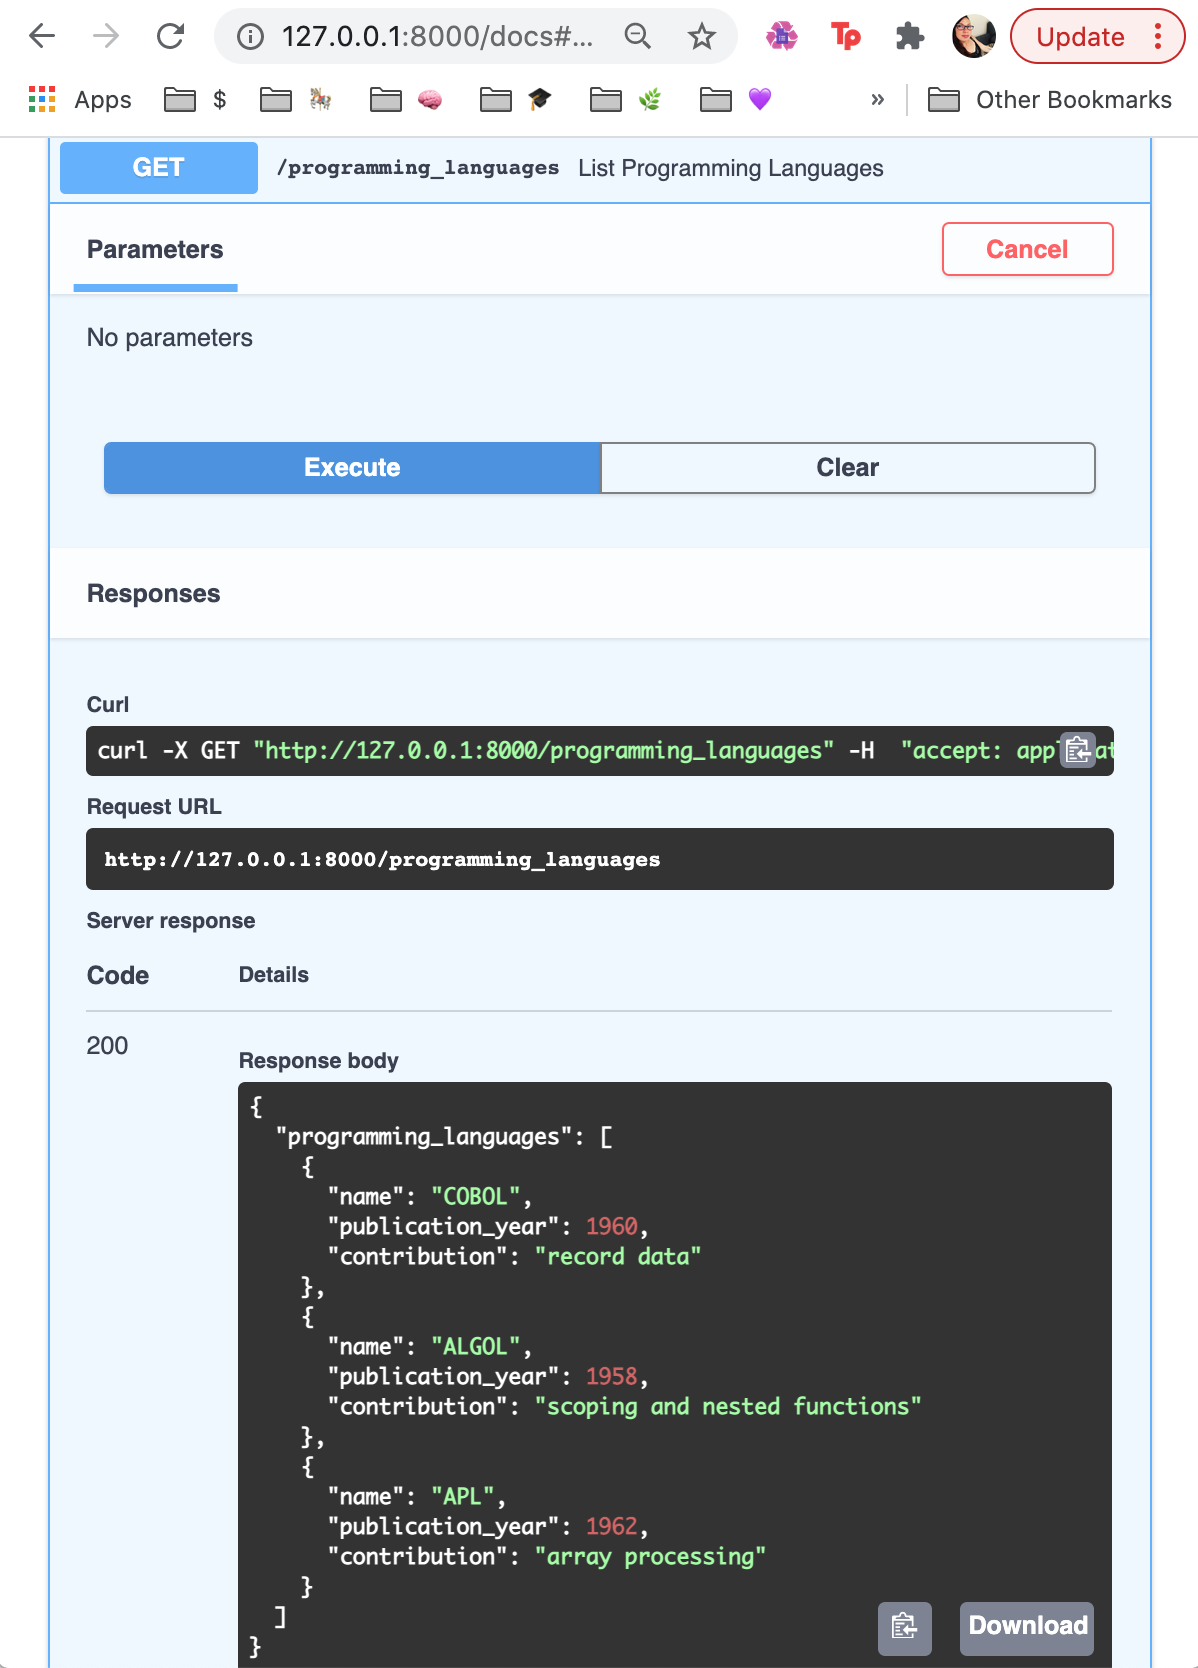 127.0.0.1:8000/docs#...
Tp
Update
Apps
$
»
Other Bookmarks
GET /programming_languages List Programming Languages
Parameters
Cancel
No parameters
Execute
Clear
Responses
Curl
curl -X GET "http://127.0.0.1:8000/programming_languages" -H  "accept: app
Request URL
http://127.0.0.1:8000/programming_languages
Server response
Code
Details
200
Response body
{
  "programming_languages": [
    {
      "name": "COBOL",
      "publication_year": 1960,
      "contribution": "record data"
    },
    {
      "name": "ALGOL",
      "publication_year": 1958,
      "contribution": "scoping and nested functions"
    },
    {
      "name": "APL",
      "publication_year": 1962,
      "contribution": "array processing"
    }
  ]
}
Download